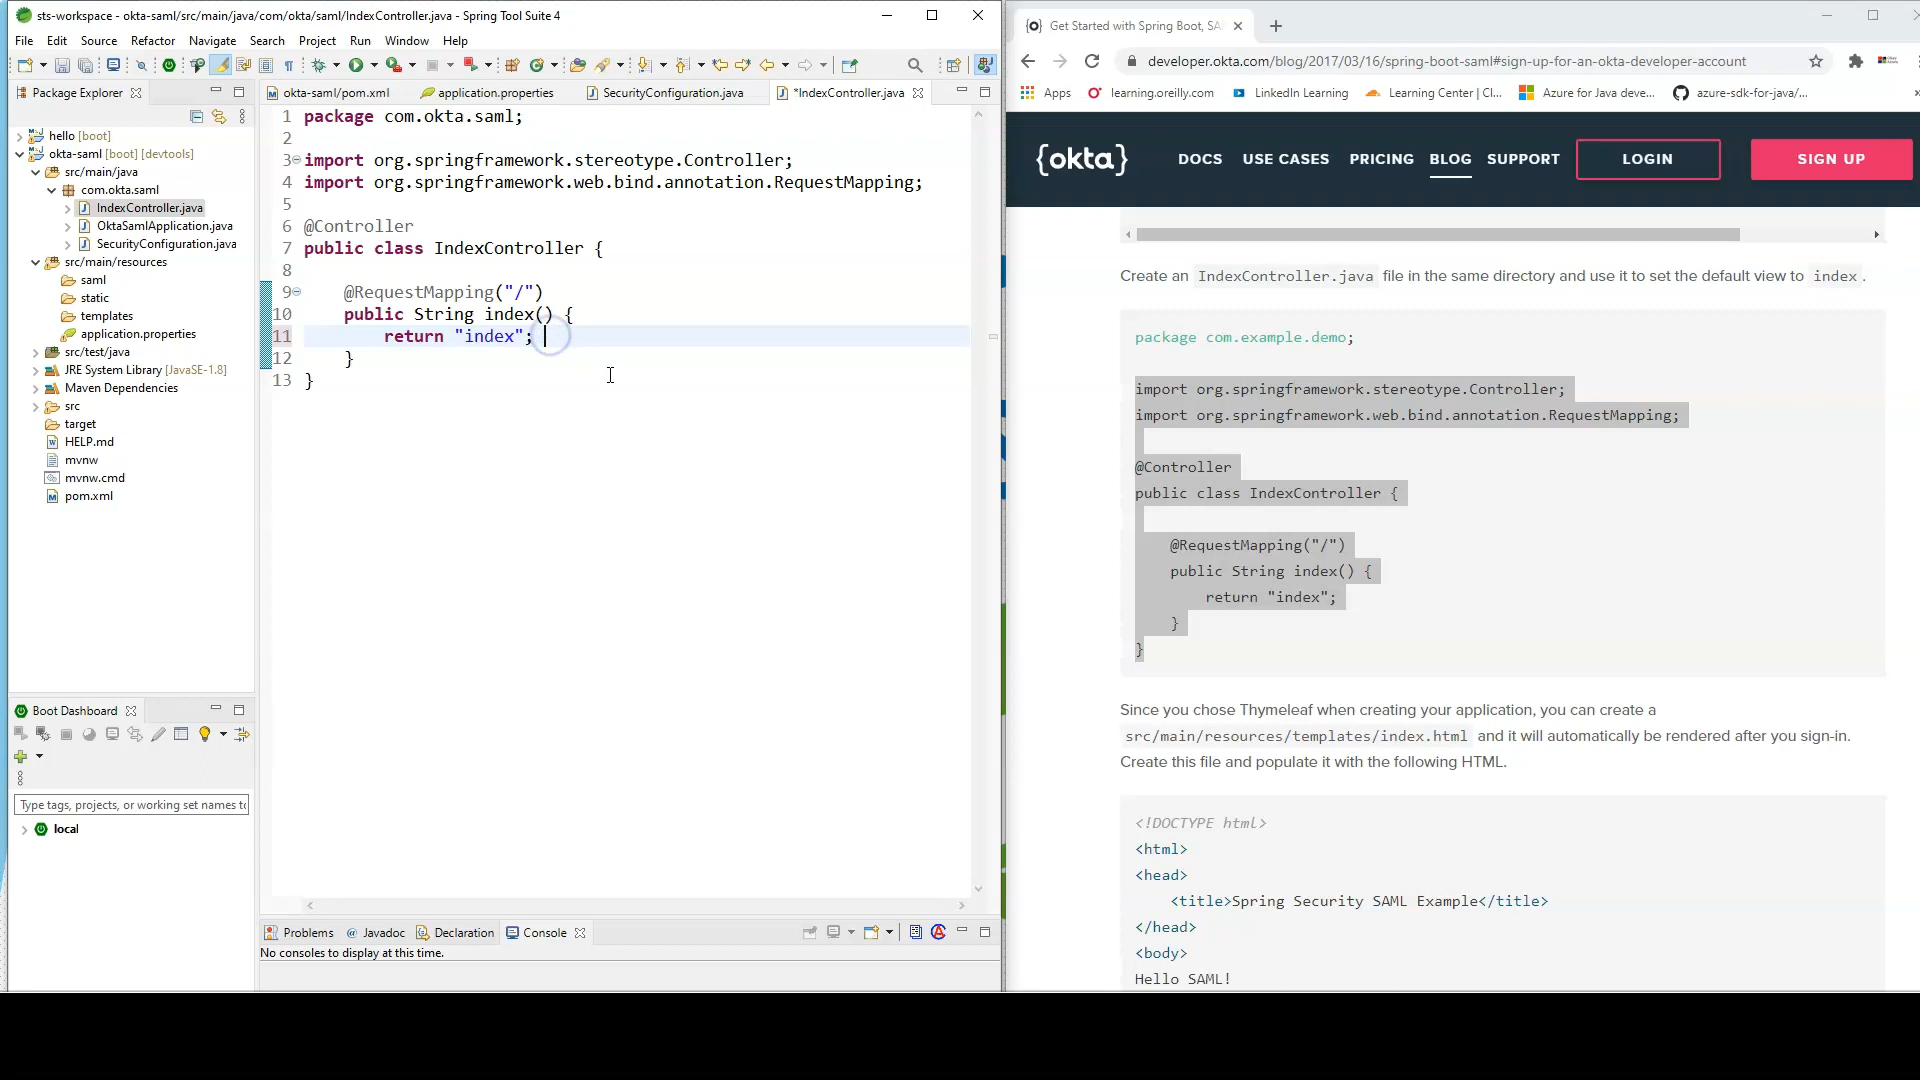 sts-workspace - okta-saml/src/main/java/com/okta/saml/IndexController.java - Spring Tool Suite 4
File Edit Source Refactor Navigate Search Project Run Window Help
Package Explorer
hello [boot]
okta-saml [boot] [devtools]
src/main/java
com.okta.saml
IndexController.java
OktaSamlApplication.java
SecurityConfiguration.java
src/main/resources
saml
static
templates
application.properties
src/test/java
JRE System Library [JavaSE-1.8]
Maven Dependencies
src
target
HELP.md
mvnw
mvnw.cmd
pom.xml
Boot Dashboard
Type tags, projects, or working set names to
local
okta-saml/pom.xml application.properties SecurityConfiguration.java *IndexController.java
1 package com.okta.saml;
2
3 import org.springframework.stereotype.Controller;
4 import org.springframework.web.bind.annotation.RequestMapping;
5
6 @Controller
7 public class IndexController {
8
9 @RequestMapping("/")
10 public String index() {
11 return "index";
12 }
13 }
Problems @ Javadoc Declaration Console
No consoles to display at this time.
Get Started with Spring Boot, SA
developer.okta.com/blog/2017/03/16/spring-boot-saml#sign-up-for-an-okta-developer-account
Apps learning.oreilly.com LinkedIn Learning Learning Center | Cl... Azure for Java deve... azure-sdk-for-java/...
{okta} DOCS USE CASES PRICING BLOG SUPPORT LOGIN SIGN UP
Create an IndexController.java file in the same directory and use it to set the default view to index.
package com.example.demo;
import org.springframework.stereotype.Controller;
import org.springframework.web.bind.annotation.RequestMapping;
@Controller
public class IndexController {
@RequestMapping("/")
public String index() {
return "index";
}
}
Since you chose Thymeleaf when creating your application, you can create a
src/main/resources/templates/index.html and it will automatically be rendered after you sign-in.
Create this file and populate it with the following HTML.
<!DOCTYPE html>
<html>
<head>
<title>Spring Security SAML Example</title>
</head>
<body>
Hello SAML!